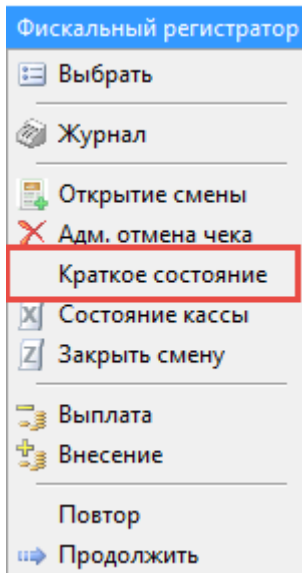 Фискальный регистратор
Выбрать
Журнал
Открытие смены
Адм. отмена чека
Краткое состояние
X Состояние кассы
Z Закрыть смену
Выплата
Внесение
Повтор
Продолжить